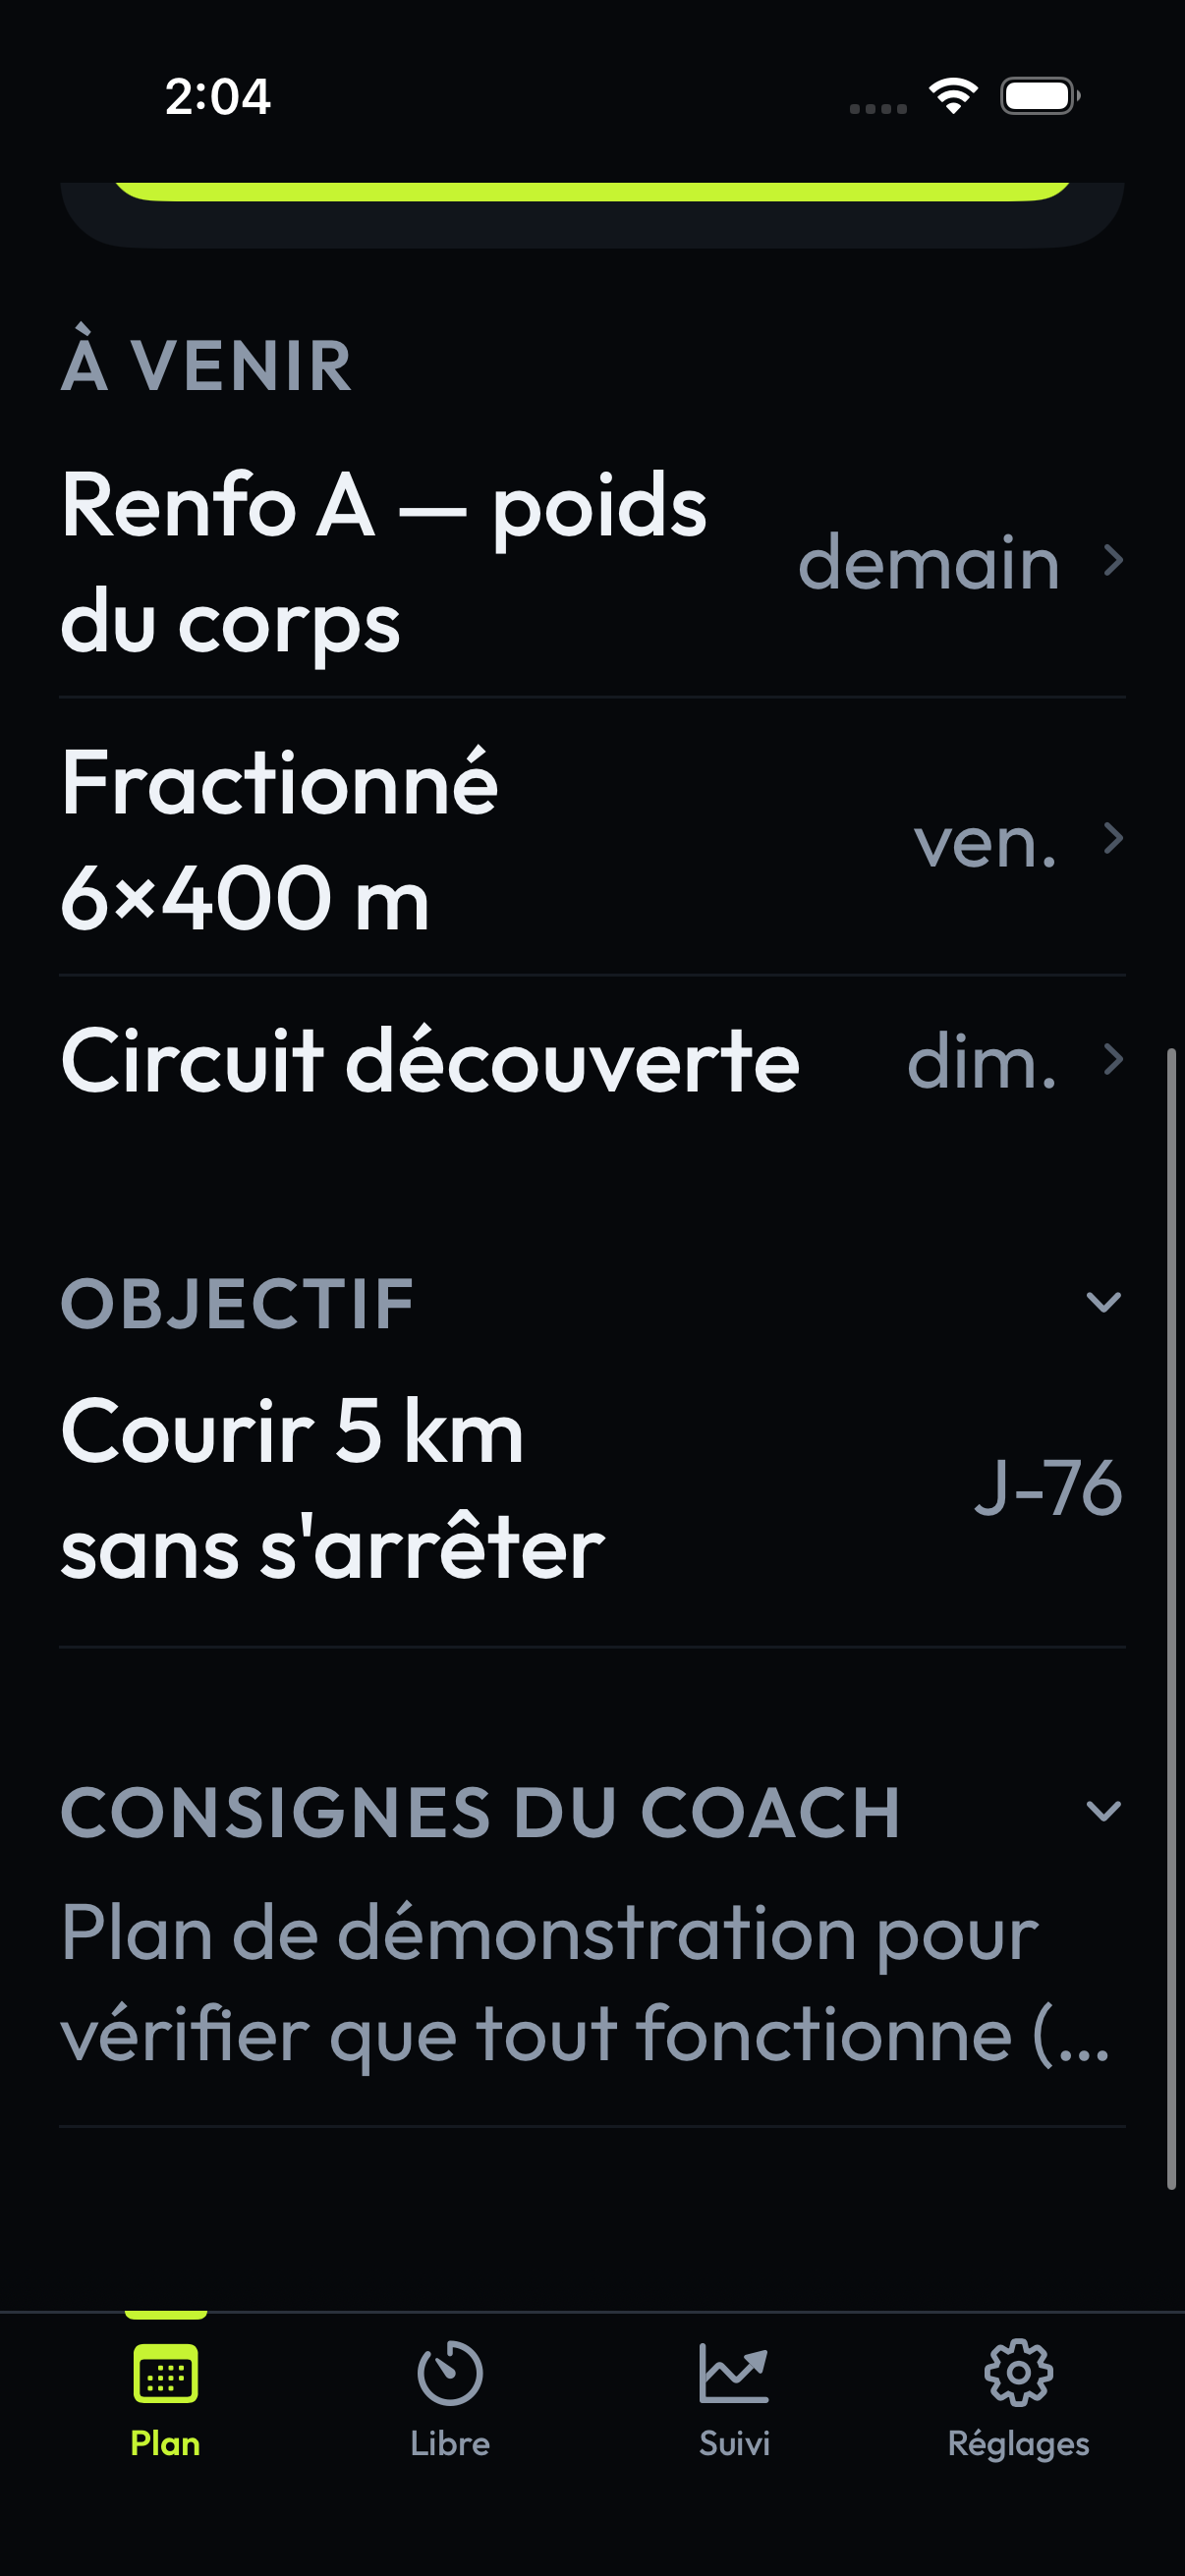 2:04
À VENIR
Renfo A — poids
du corps
demain
Fractionné
6×400 m
ven.
Circuit découverte
dim.
OBJECTIF
Courir 5 km
sans s'arrêter
J-76
CONSIGNES DU COACH
Plan de démonstration pour
vérifier que tout fonctionne (…
Plan
Libre
Suivi
Réglages